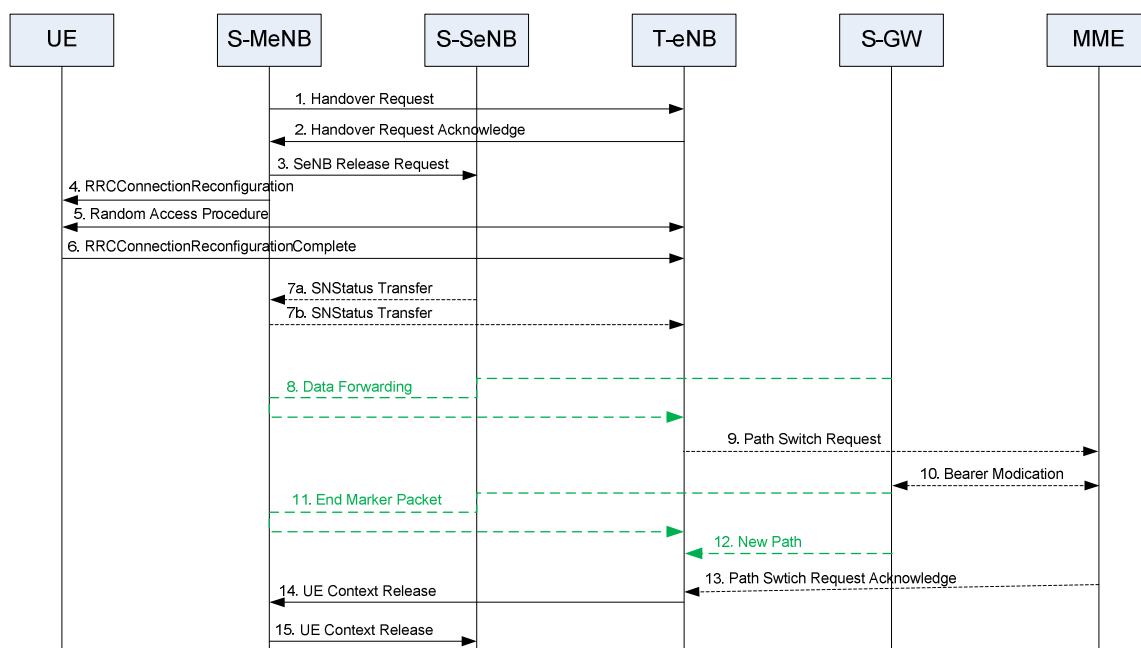 UE
S-MeNB
S-SeNB
T-eNB
S-GW
MME
1. Handover Request
2. Handover Request Acknowledge
3. SeNB Release Request
4. RRCConnectionReconfiguration
5. Random Access Procedure
6. RRCConnectionReconfigurationComplete
7a. SNStatus Transfer
7b. SNStatus Transfer
8. Data Forwarding
9. Path Switch Request
10. Bearer Modication
11. End Marker Packet
12. New Path
13. Path Swtich Request Acknowledge
14. UE Context Release
15. UE Context Release